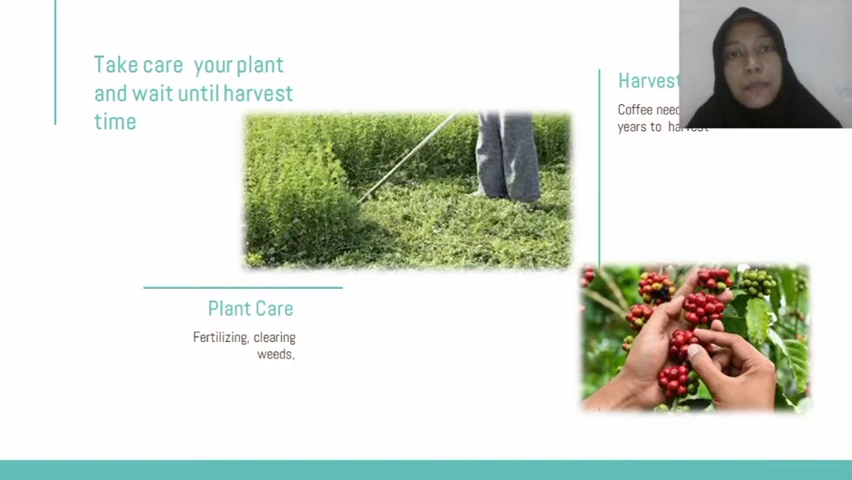 Take care your plant
and wait until harvest
time
Harvest
Coffee need
years to harvest
Plant Care
Fertilizing, clearing
weeds,